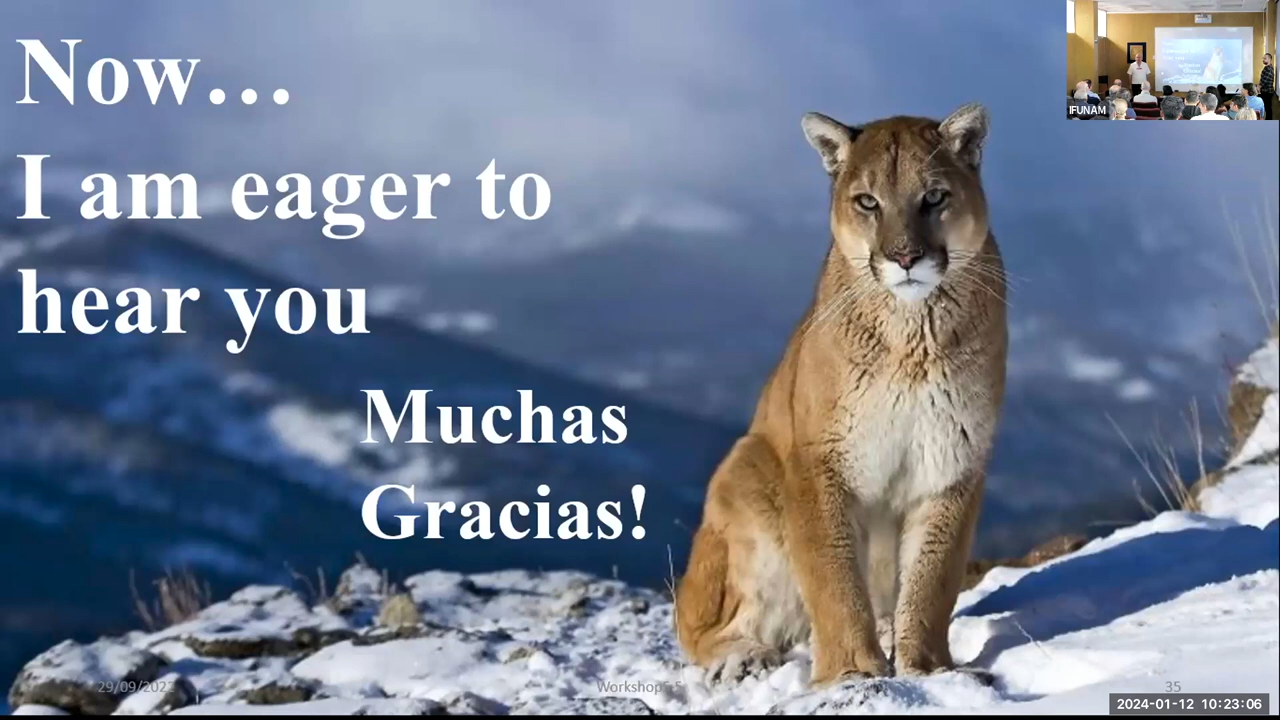 Now…
I am eager to
hear you
Muchas
Gracias!
IFUNAM
35
2024-01-12 10:23:06